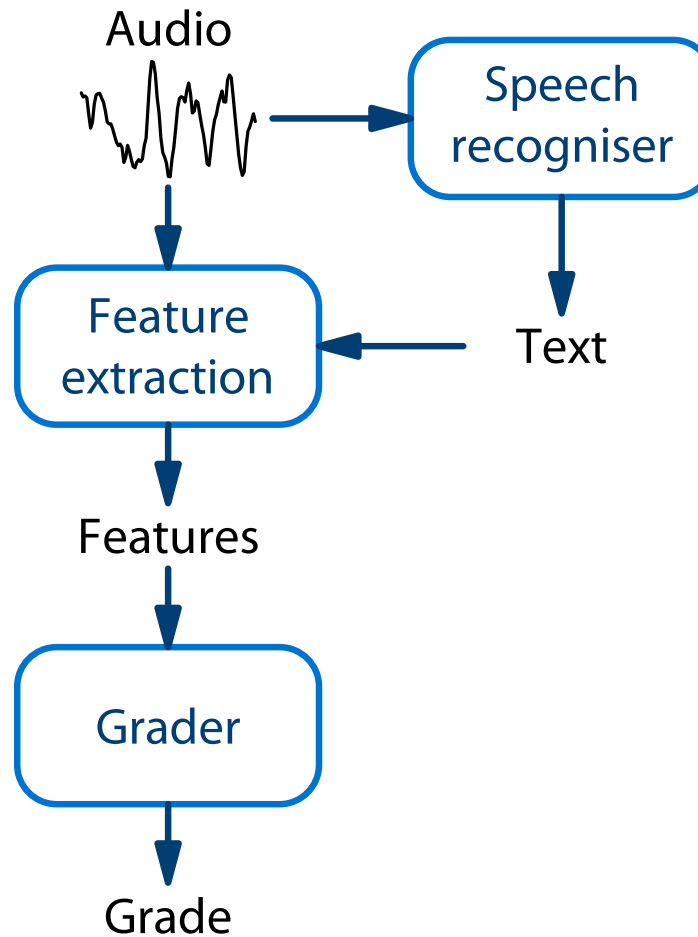 Audio
Speech
recogniser
Feature
extraction
Text
Features
Grader
Grade